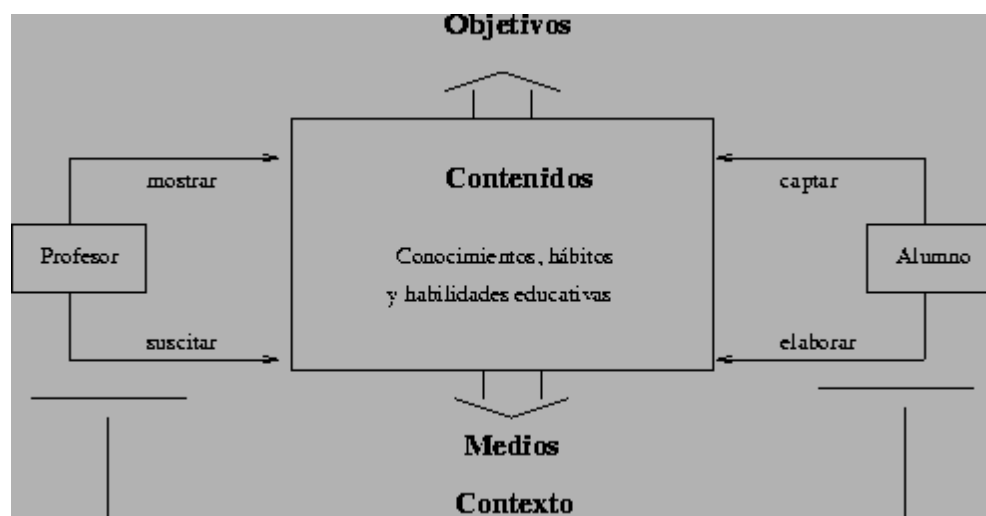 Objetivos
mostrar
Contenidos
captar
Profesor
Conocimientos, hábitos
y habilidades educativas
Alumno
suscitar
elaborar
Medios
Contexto